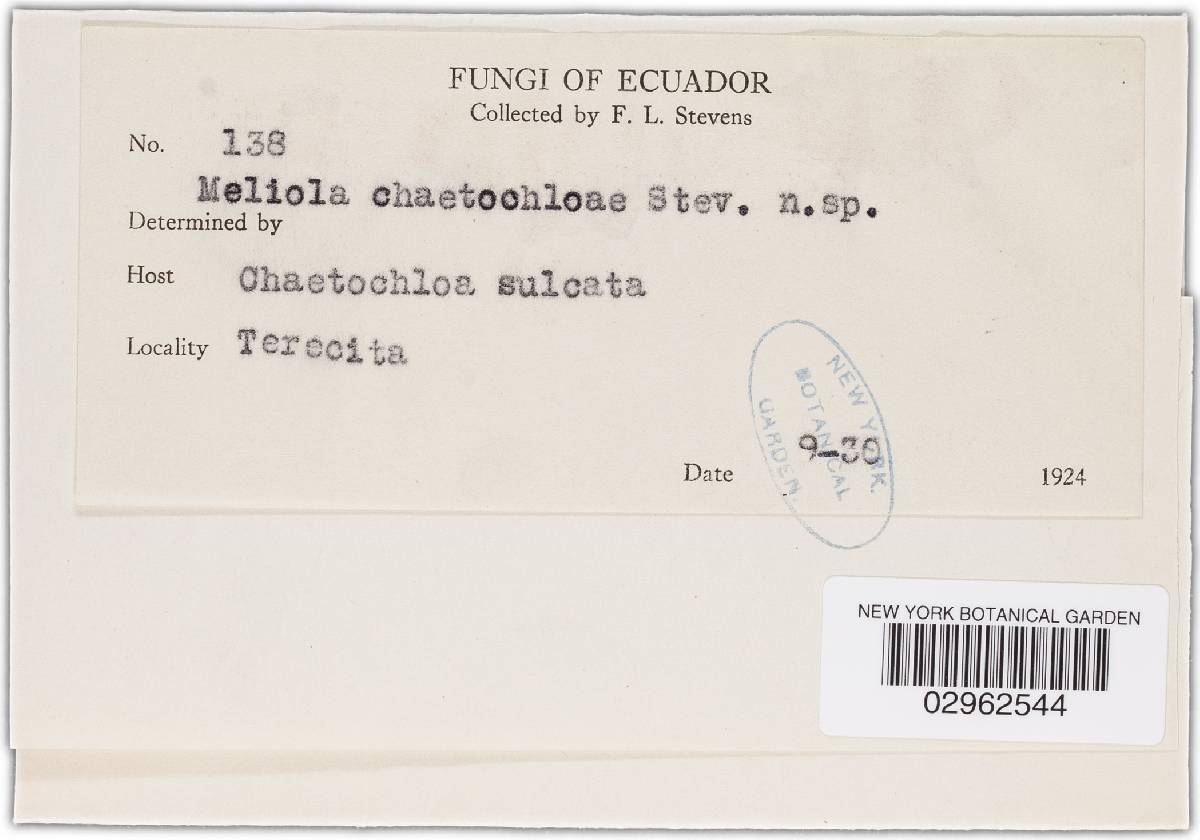 FUNGI OF ECUADOR
Collected by F. L. Stevens
No. 138
Meliola chaetochloae Stev. n.sp.
Determined by
Host Chaetochloa sulcata
Locality Terecita
Date 9-30 1924
NEW YORK.
BOTANICAL
GARDEN.
NEW YORK BOTANICAL GARDEN
02962544